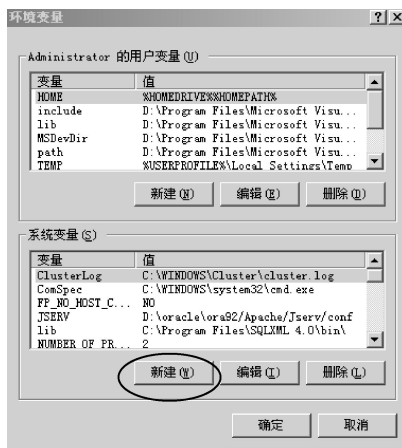 环境变量
Administrator 的用户变量(U)
变量 值
HOME %HOMEDRIVE%%HOMEPATH%
include D:\Program Files\Microsoft Visu...
lib D:\Program Files\Microsoft Visu...
MSDevDir D:\Program Files\Microsoft Visu...
path D:\Program Files\Microsoft Visu...
TEMP %USERPROFILE%\Local Settings\Temp
新建(N) 编辑(E) 删除(D)
系统变量(S)
变量 值
ClusterLog C:\WINDOWS\Cluster\cluster.log
ComSpec C:\WINDOWS\system32\cmd.exe
FP_NO_HOST_C... NO
JSERV D:\oracle\ora92/Apache/Jserv/conf
lib C:\Program Files\SQLXML 4.0\bin\
NUMBER_OF_PR... 2
新建(W) 编辑(I) 删除(L)
确定 取消